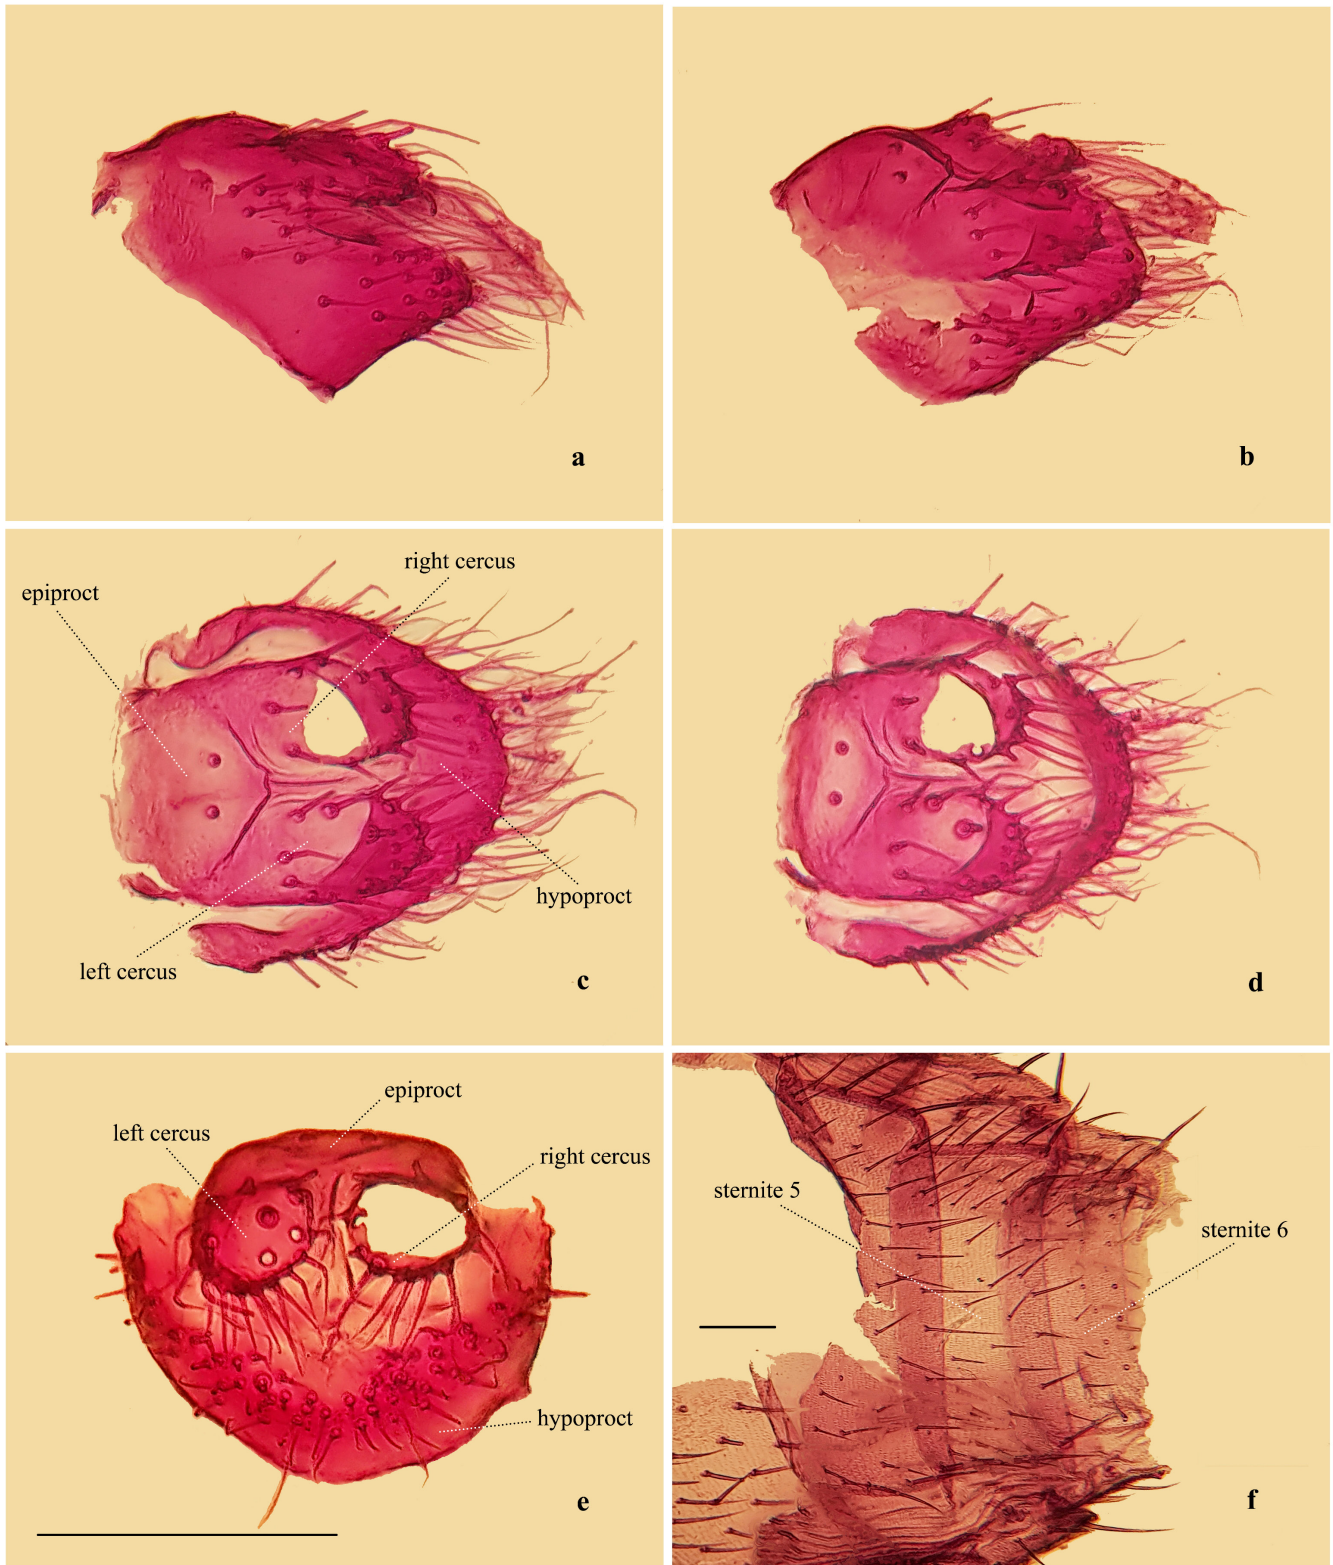 a
b
right cercus
epiproct
hypoproct
left cercus
c
d
epiproct
left cercus
right cercus
hypoproct
e
sternite 5
sternite 6
f